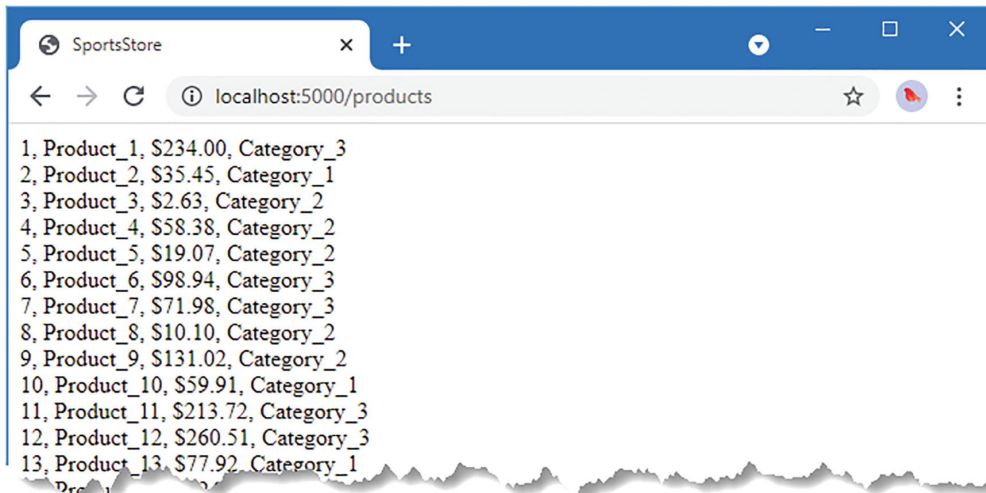 SportsStore
localhost:5000/products
1, Product_1, $234.00, Category_3
2, Product_2, $35.45, Category_1
3, Product_3, $2.63, Category_2
4, Product_4, $58.38, Category_2
5, Product_5, $19.07, Category_2
6, Product_6, $98.94, Category_3
7, Product_7, $71.98, Category_3
8, Product_8, $10.10, Category_2
9, Product_9, $131.02, Category_2
10, Product_10, $59.91, Category_1
11, Product_11, $213.72, Category_3
12, Product_12, $260.51, Category_3
13, Product_13, $77.92, Category_1